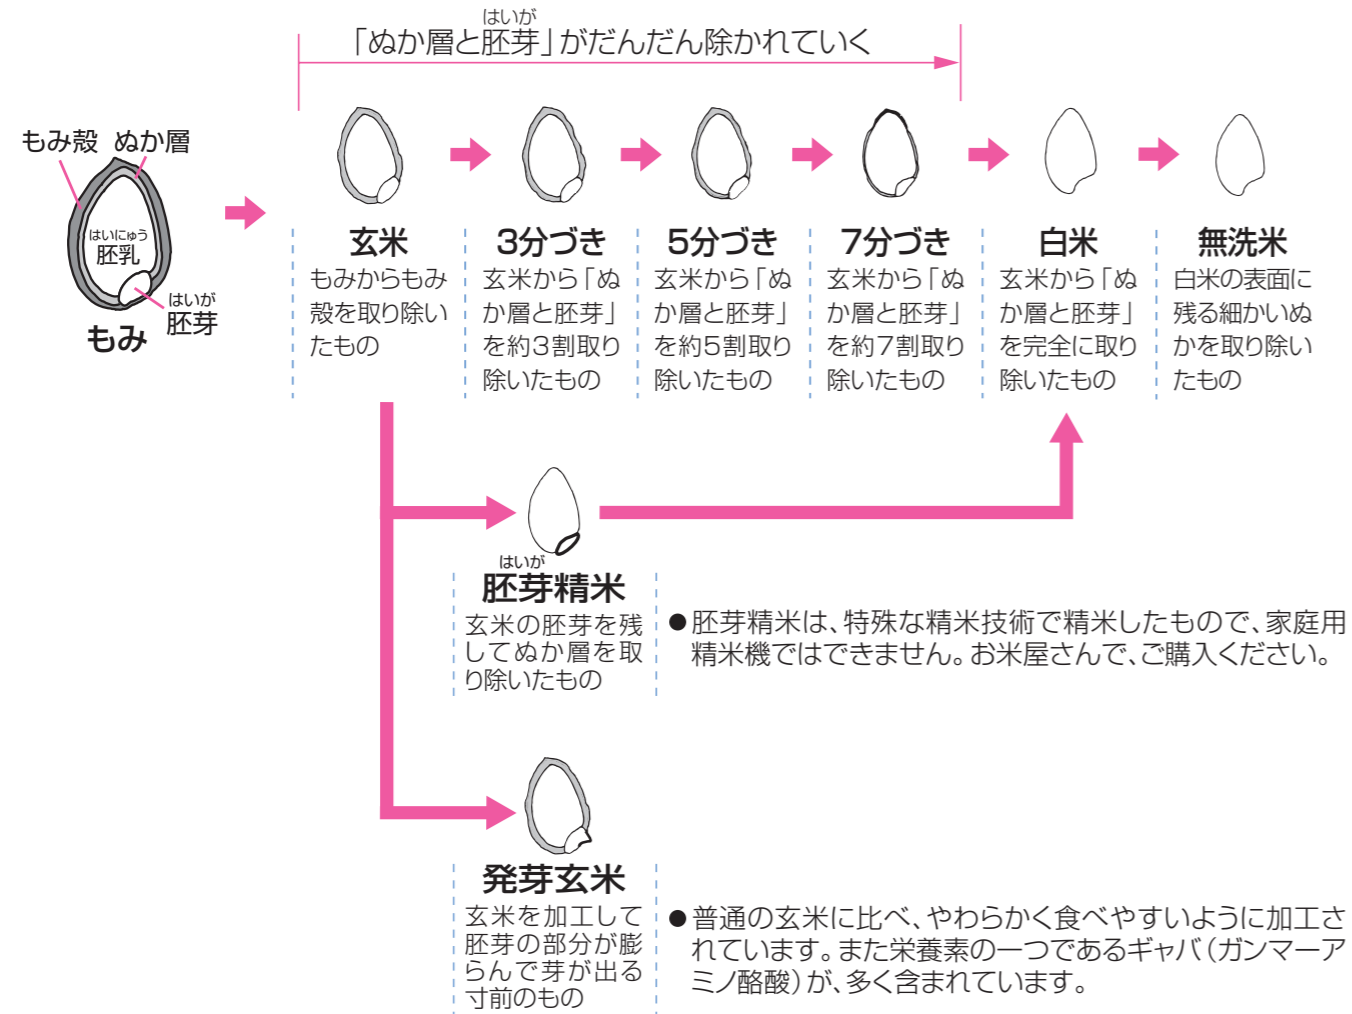 はいが
「ぬか層と胚芽」がだんだん除かれていく
もみ殻 ぬか層
はいにゅう
胚乳
はいが
胚芽
もみ
玄米
もみからもみ
殻を取り除い
たもの
3分づき
玄米から「ぬ
か層と胚芽」
を約3割取り
除いたもの
5分づき
玄米から「ぬ
か層と胚芽」
を約5割取り
除いたもの
7分づき
玄米から「ぬ
か層と胚芽」
を約7割取り
除いたもの
白米
玄米から「ぬ
か層と胚芽」
を完全に取り
除いたもの
無洗米
白米の表面に
残る細かいぬ
かを取り除い
たもの
はいが
胚芽精米
玄米の胚芽を残
してぬか層を取
り除いたもの
●胚芽精米は、特殊な精米技術で精米したもので、家庭用
精米機ではできません。お米屋さんで、ご購入ください。
発芽玄米
玄米を加工して
胚芽の部分が膨
らんで芽が出る
寸前のもの
●普通の玄米に比べ、やわらかく食べやすいように加工さ
れています。また栄養素の一つであるギャバ(ガンマーア
ミノ酪酸)が、多く含まれています。